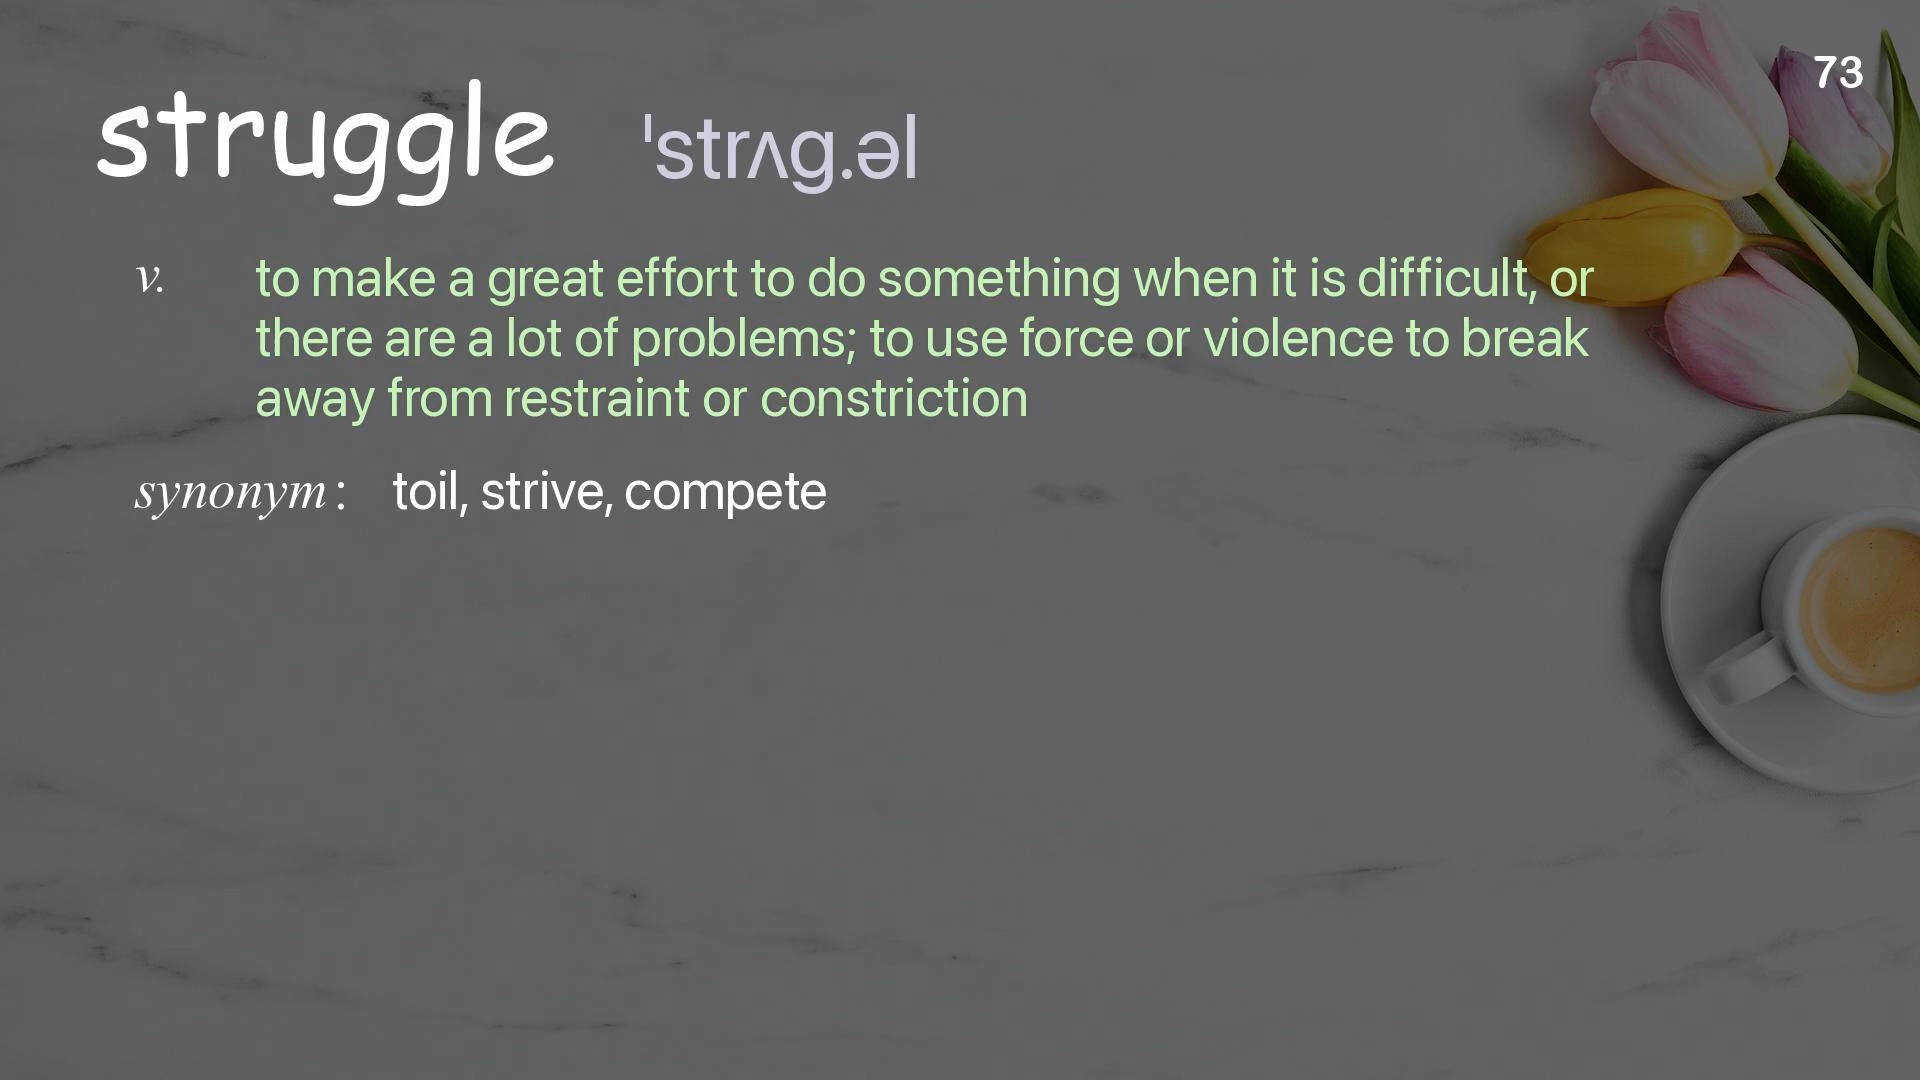 73
struggle ˈstrʌg.əl
v. to make a great effort to do something when it is difficult, or
there are a lot of problems; to use force or violence to break
away from restraint or constriction
synonym : toil, strive, compete